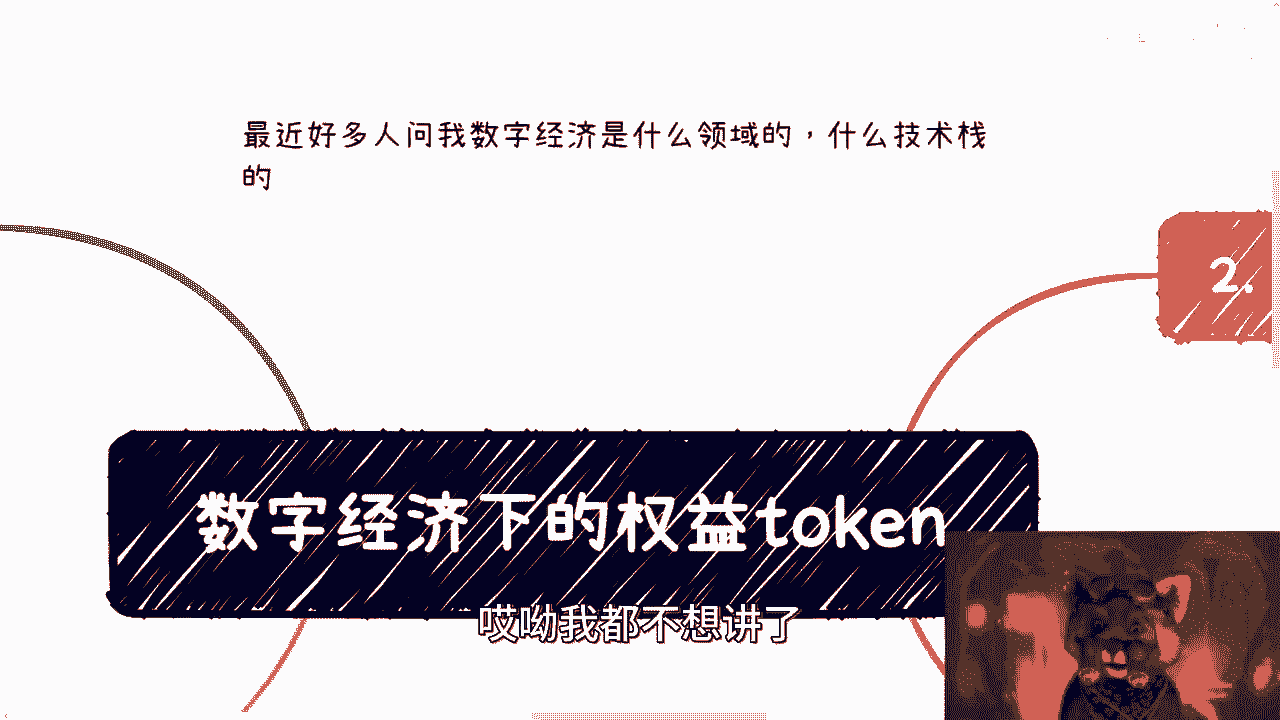 最近好多人问我数字经济是什么领域的，什么技术栈
的
2.
数字经济下的权益token
哎呦我都不想讲了